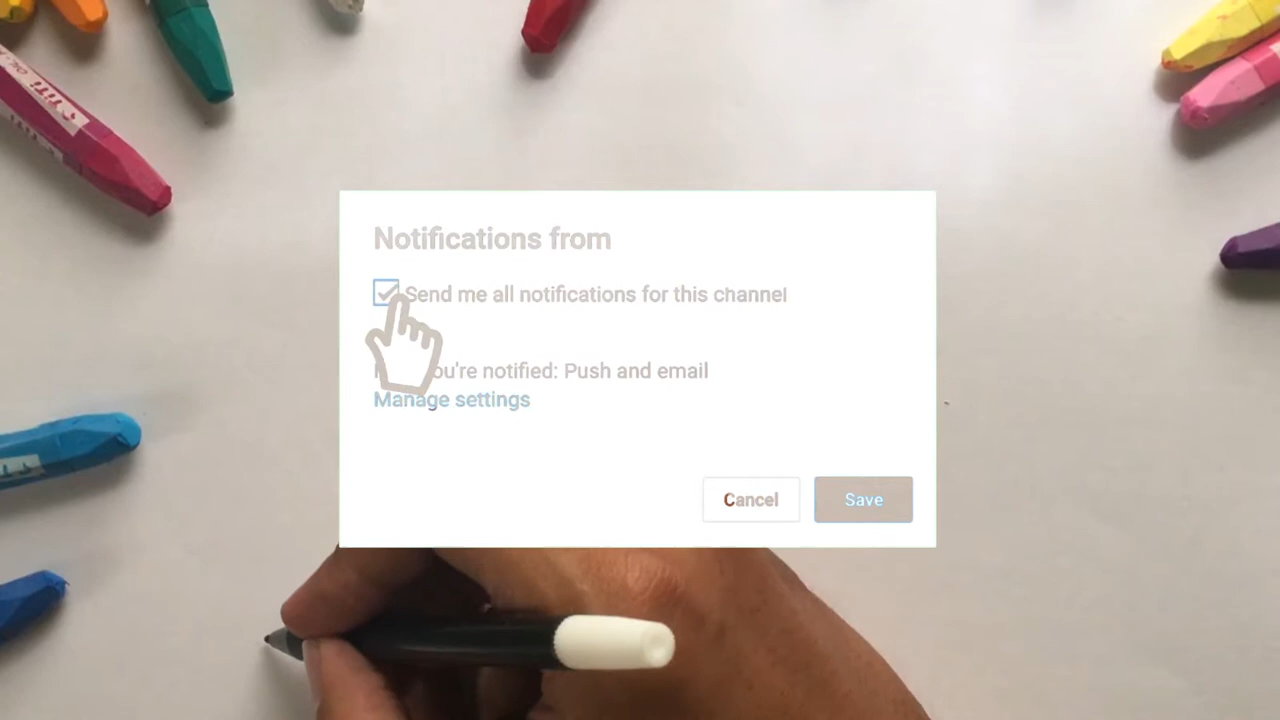 Notifications from
Send me all notifications for this channel
you're notified: Push and email
Manage settings
Cancel
Save